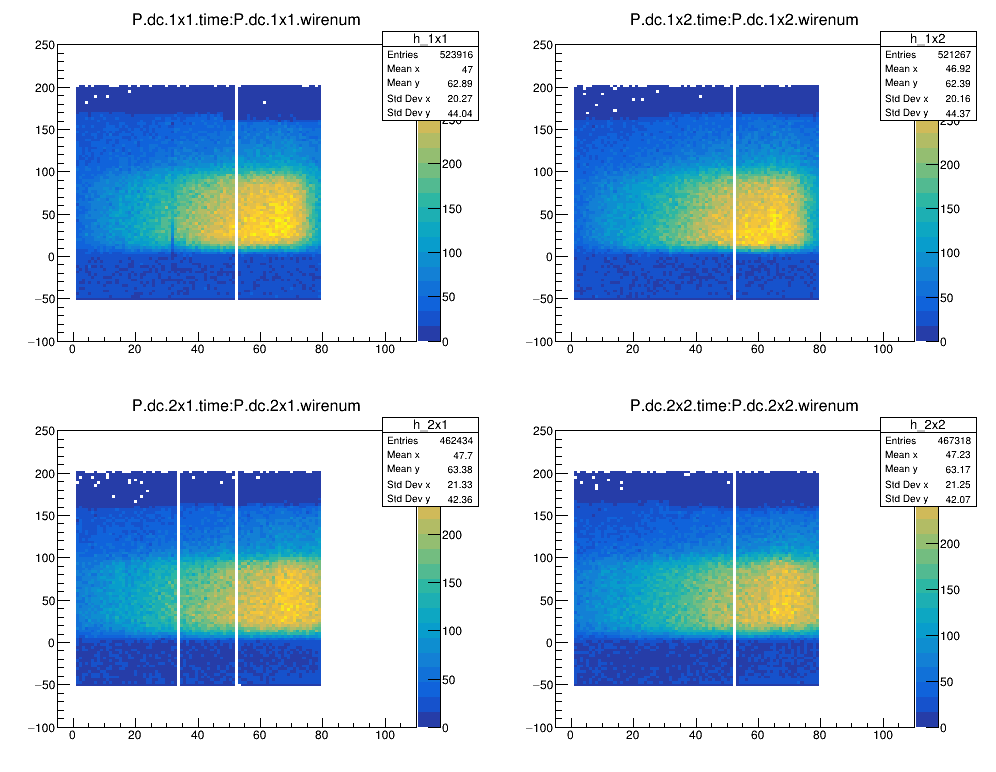 P.dc.1x1.time:P.dc.1x1.wirenum
h_1x1
Entries 523916
Mean x 47
Mean y 62.89
Std Dev x 20.27
Std Dev y 44.04
250
200
150
100
50
0
−50
−100
0 20 40 60 80 100
250
200
150
100
50
0
P.dc.1x2.time:P.dc.1x2.wirenum
h_1x2
Entries 521267
Mean x 46.92
Mean y 62.39
Std Dev x 20.16
Std Dev y 44.37
250
200
150
100
50
0
−50
−100
0 20 40 60 80 100
250
200
150
100
50
0
P.dc.2x1.time:P.dc.2x1.wirenum
h_2x1
Entries 462434
Mean x 47.7
Mean y 63.38
Std Dev x 21.33
Std Dev y 42.36
250
200
150
100
50
0
−50
−100
0 20 40 60 80 100
200
150
100
50
0
P.dc.2x2.time:P.dc.2x2.wirenum
h_2x2
Entries 467318
Mean x 47.23
Mean y 63.17
Std Dev x 21.25
Std Dev y 42.07
250
200
150
100
50
0
−50
−100
0 20 40 60 80 100
200
150
100
50
0